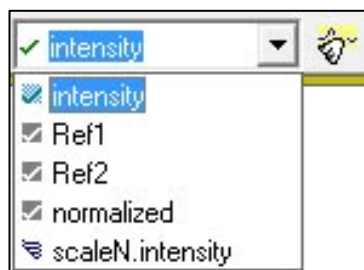 intensity
intensity
Ref1
Ref2
normalized
scaleN.intensity